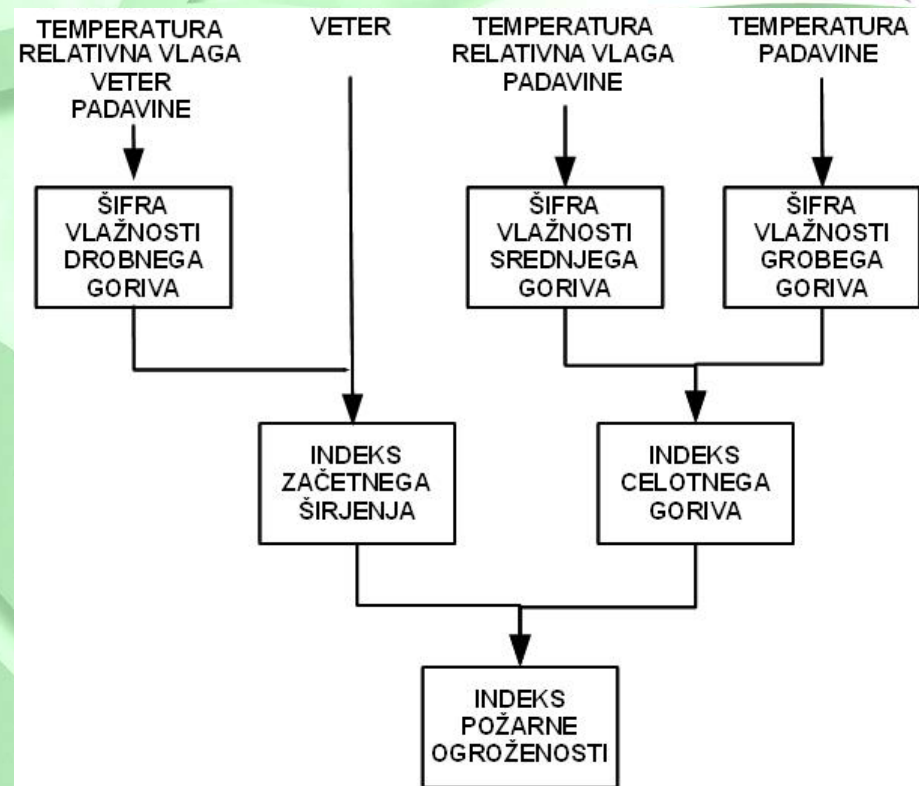 TEMPERATURA
RELATIVNA VLAGA
VETER
PADAVINE
VETER
TEMPERATURA
RELATIVNA VLAGA
PADAVINE
TEMPERATURA
PADAVINE
ŠIFRA
VLAŽNOSTI
DROBNEGA
GORIVA
ŠIFRA
VLAŽNOSTI
SREDNJEGA
GORIVA
ŠIFRA
VLAŽNOSTI
GROBEGA
GORIVA
INDEKS
ZAČETNEGA
ŠIRJENJA
INDEKS
CELOTNEGA
GORIVA
INDEKS
POŽARNE
OGROŽENOSTI